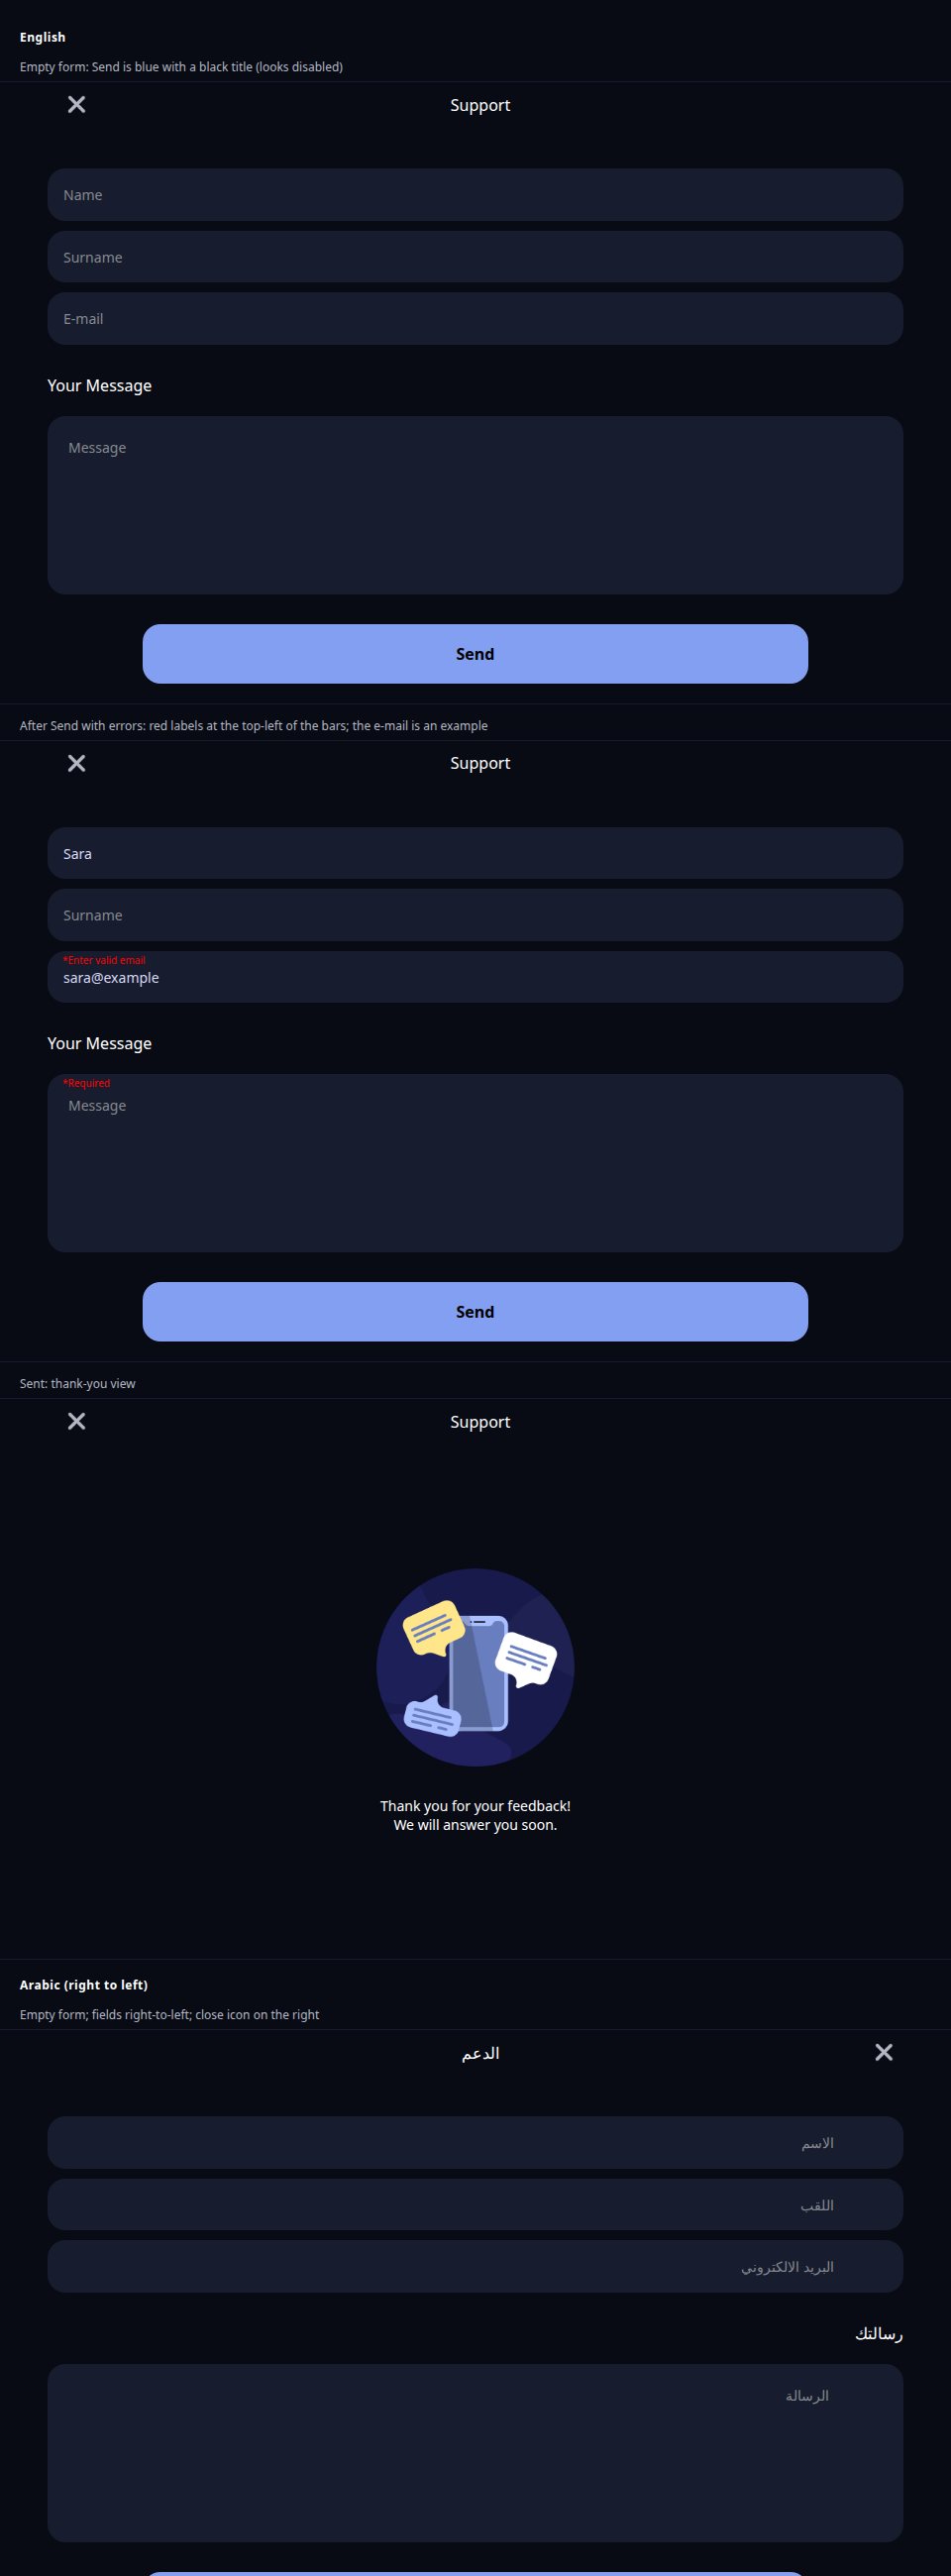 English
Empty form: Send is blue with a black title (looks disabled)
Support
Name
Surname
E-mail
Your Message
Message
Send
After Send with errors: red labels at the top-left of the bars; the e-mail is an example
Support
Sara
Surname
*Enter valid email
sara@example
Your Message
*Required
Message
Send
Sent: thank-you view
Support
Thank you for your feedback!
We will answer you soon.
Arabic (right to left)
Empty form; fields right-to-left; close icon on the right
الدعم
الاسم
اللقب
البريد الالكتروني
رسالتك
الرسالة